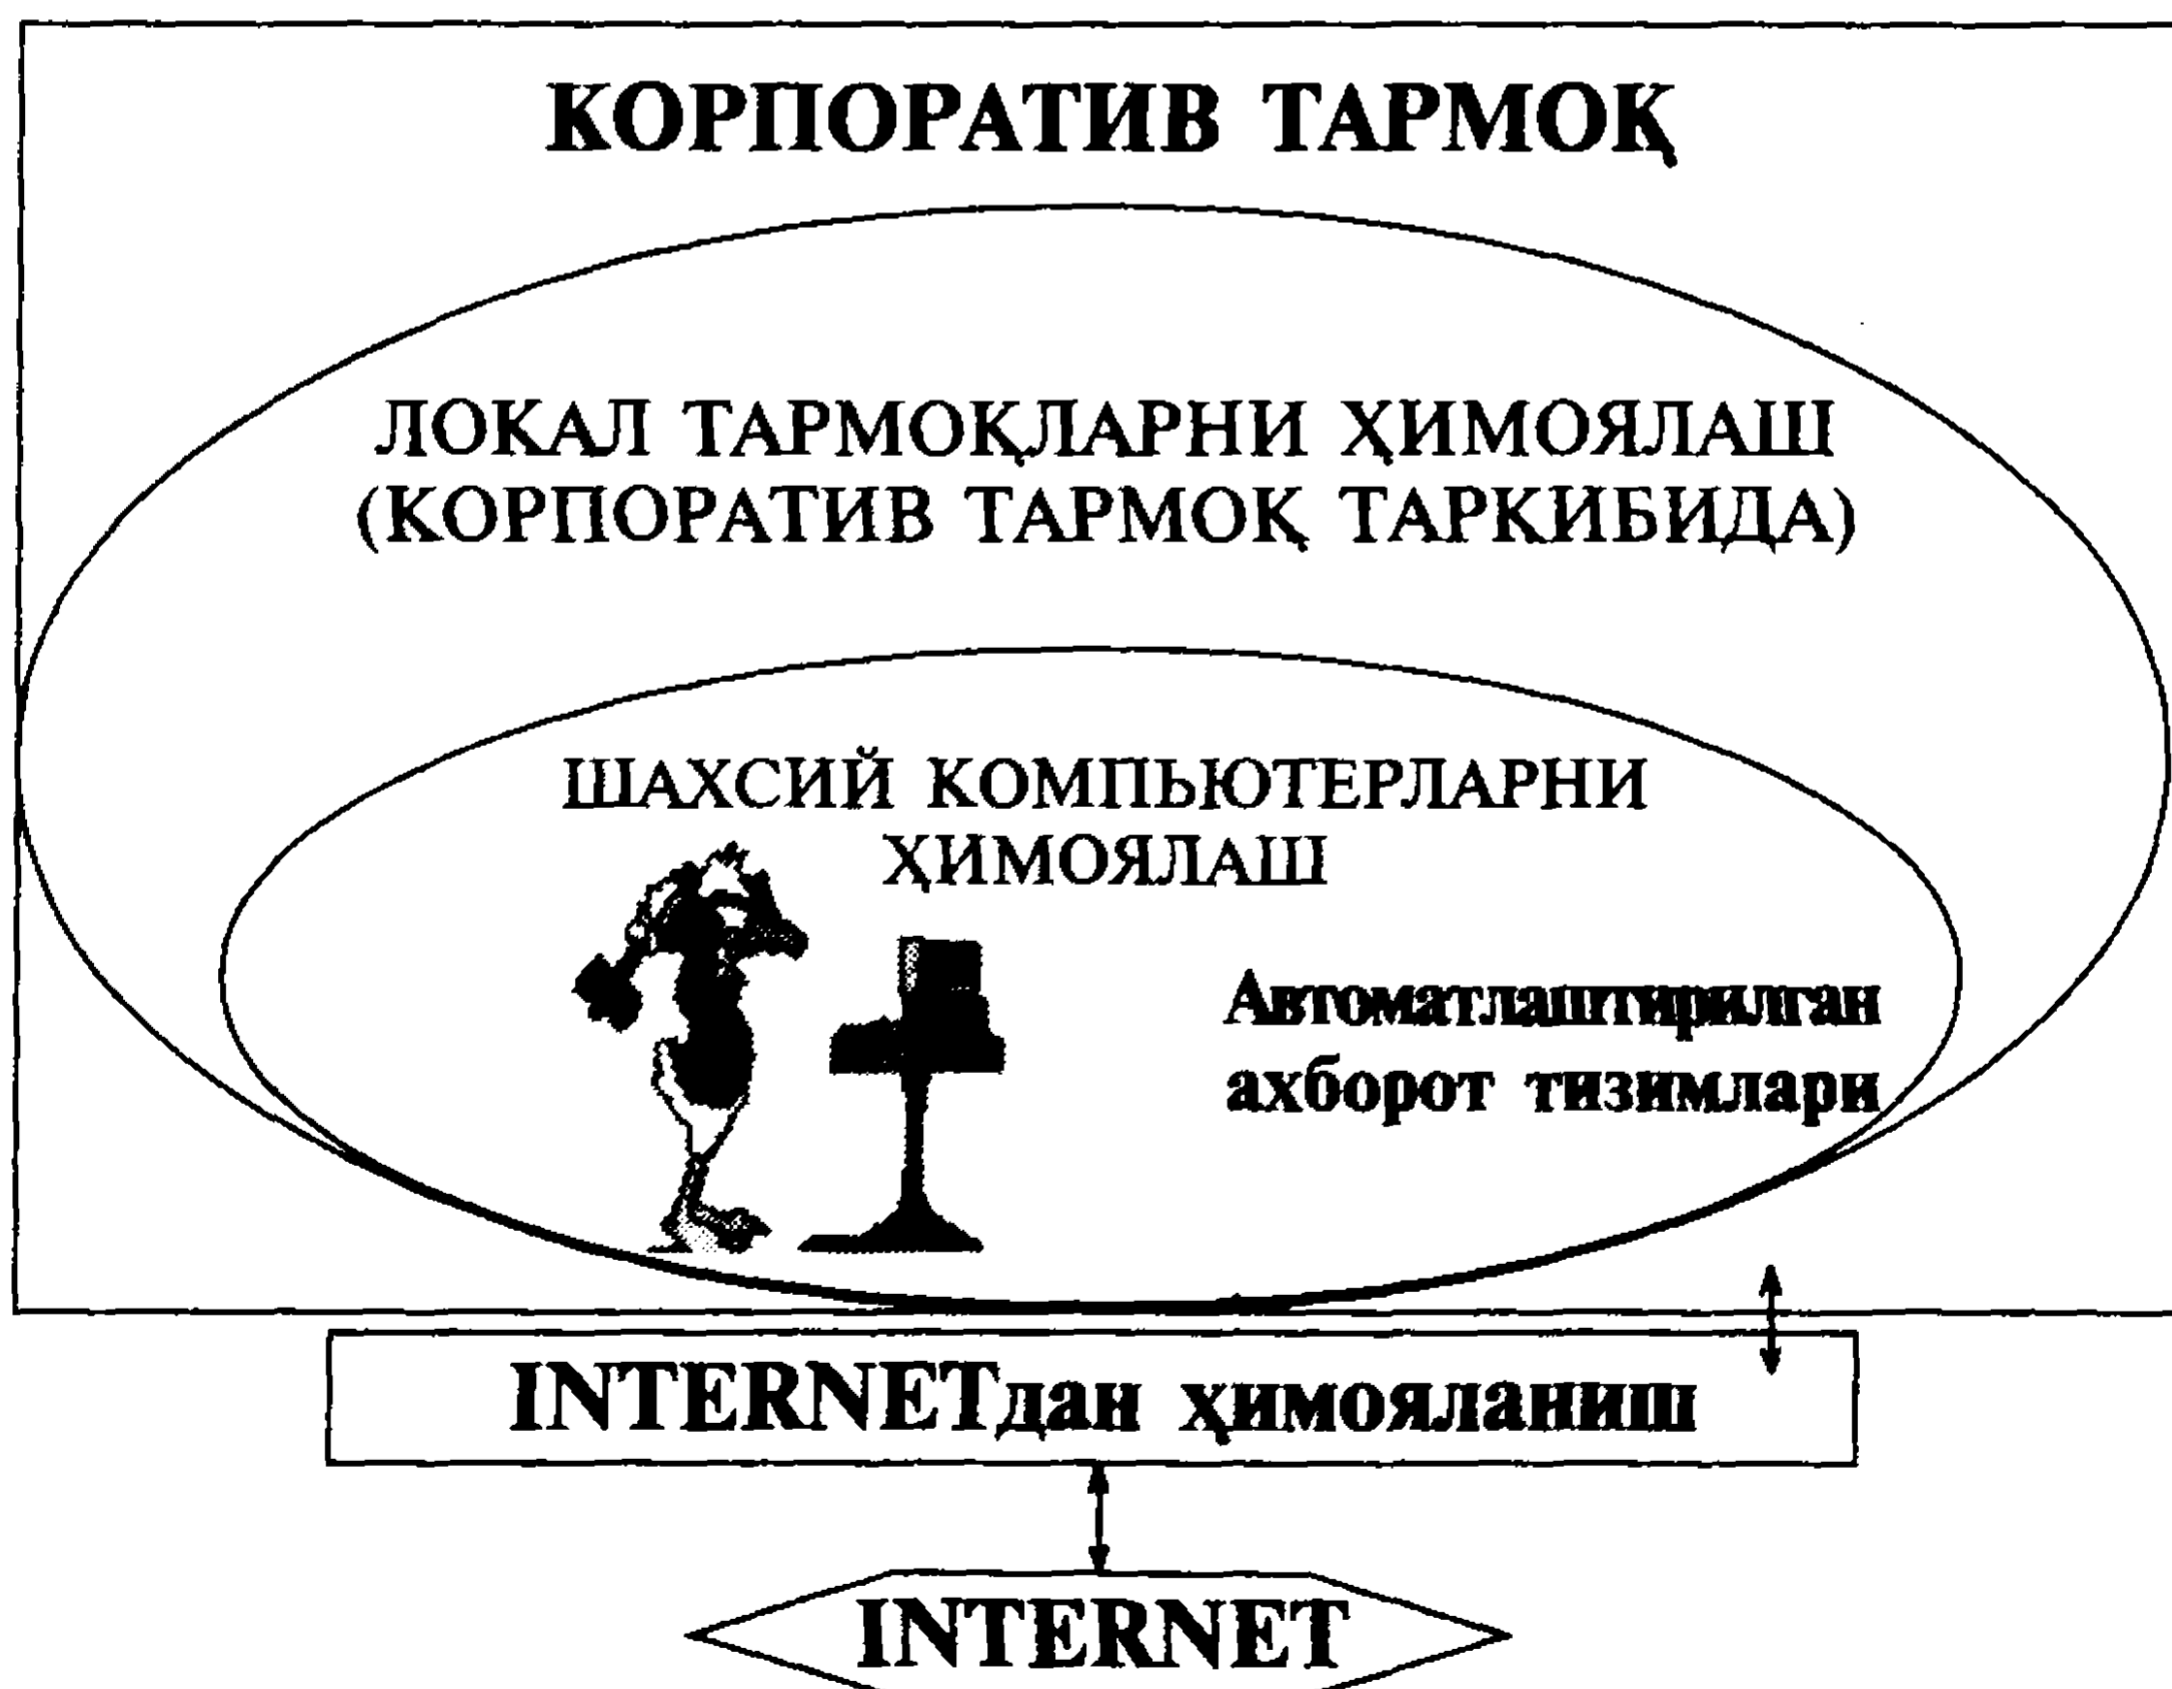 КОРПОРАТИВ ТАРМОҚ
ЛОКАЛ ТАРМОҚЛАРНИ ҲИМОЯЛАШ
(КОРПОРАТИВ ТАРМОҚ ТАРКИБИДА)
ШАХСИЙ КОМПЬЮТЕРЛАРНИ
ҲИМОЯЛАШ
Автоматлаштирилган
ахборот тизимлари
INTERNETдан ҳимояланиш
INTERNET